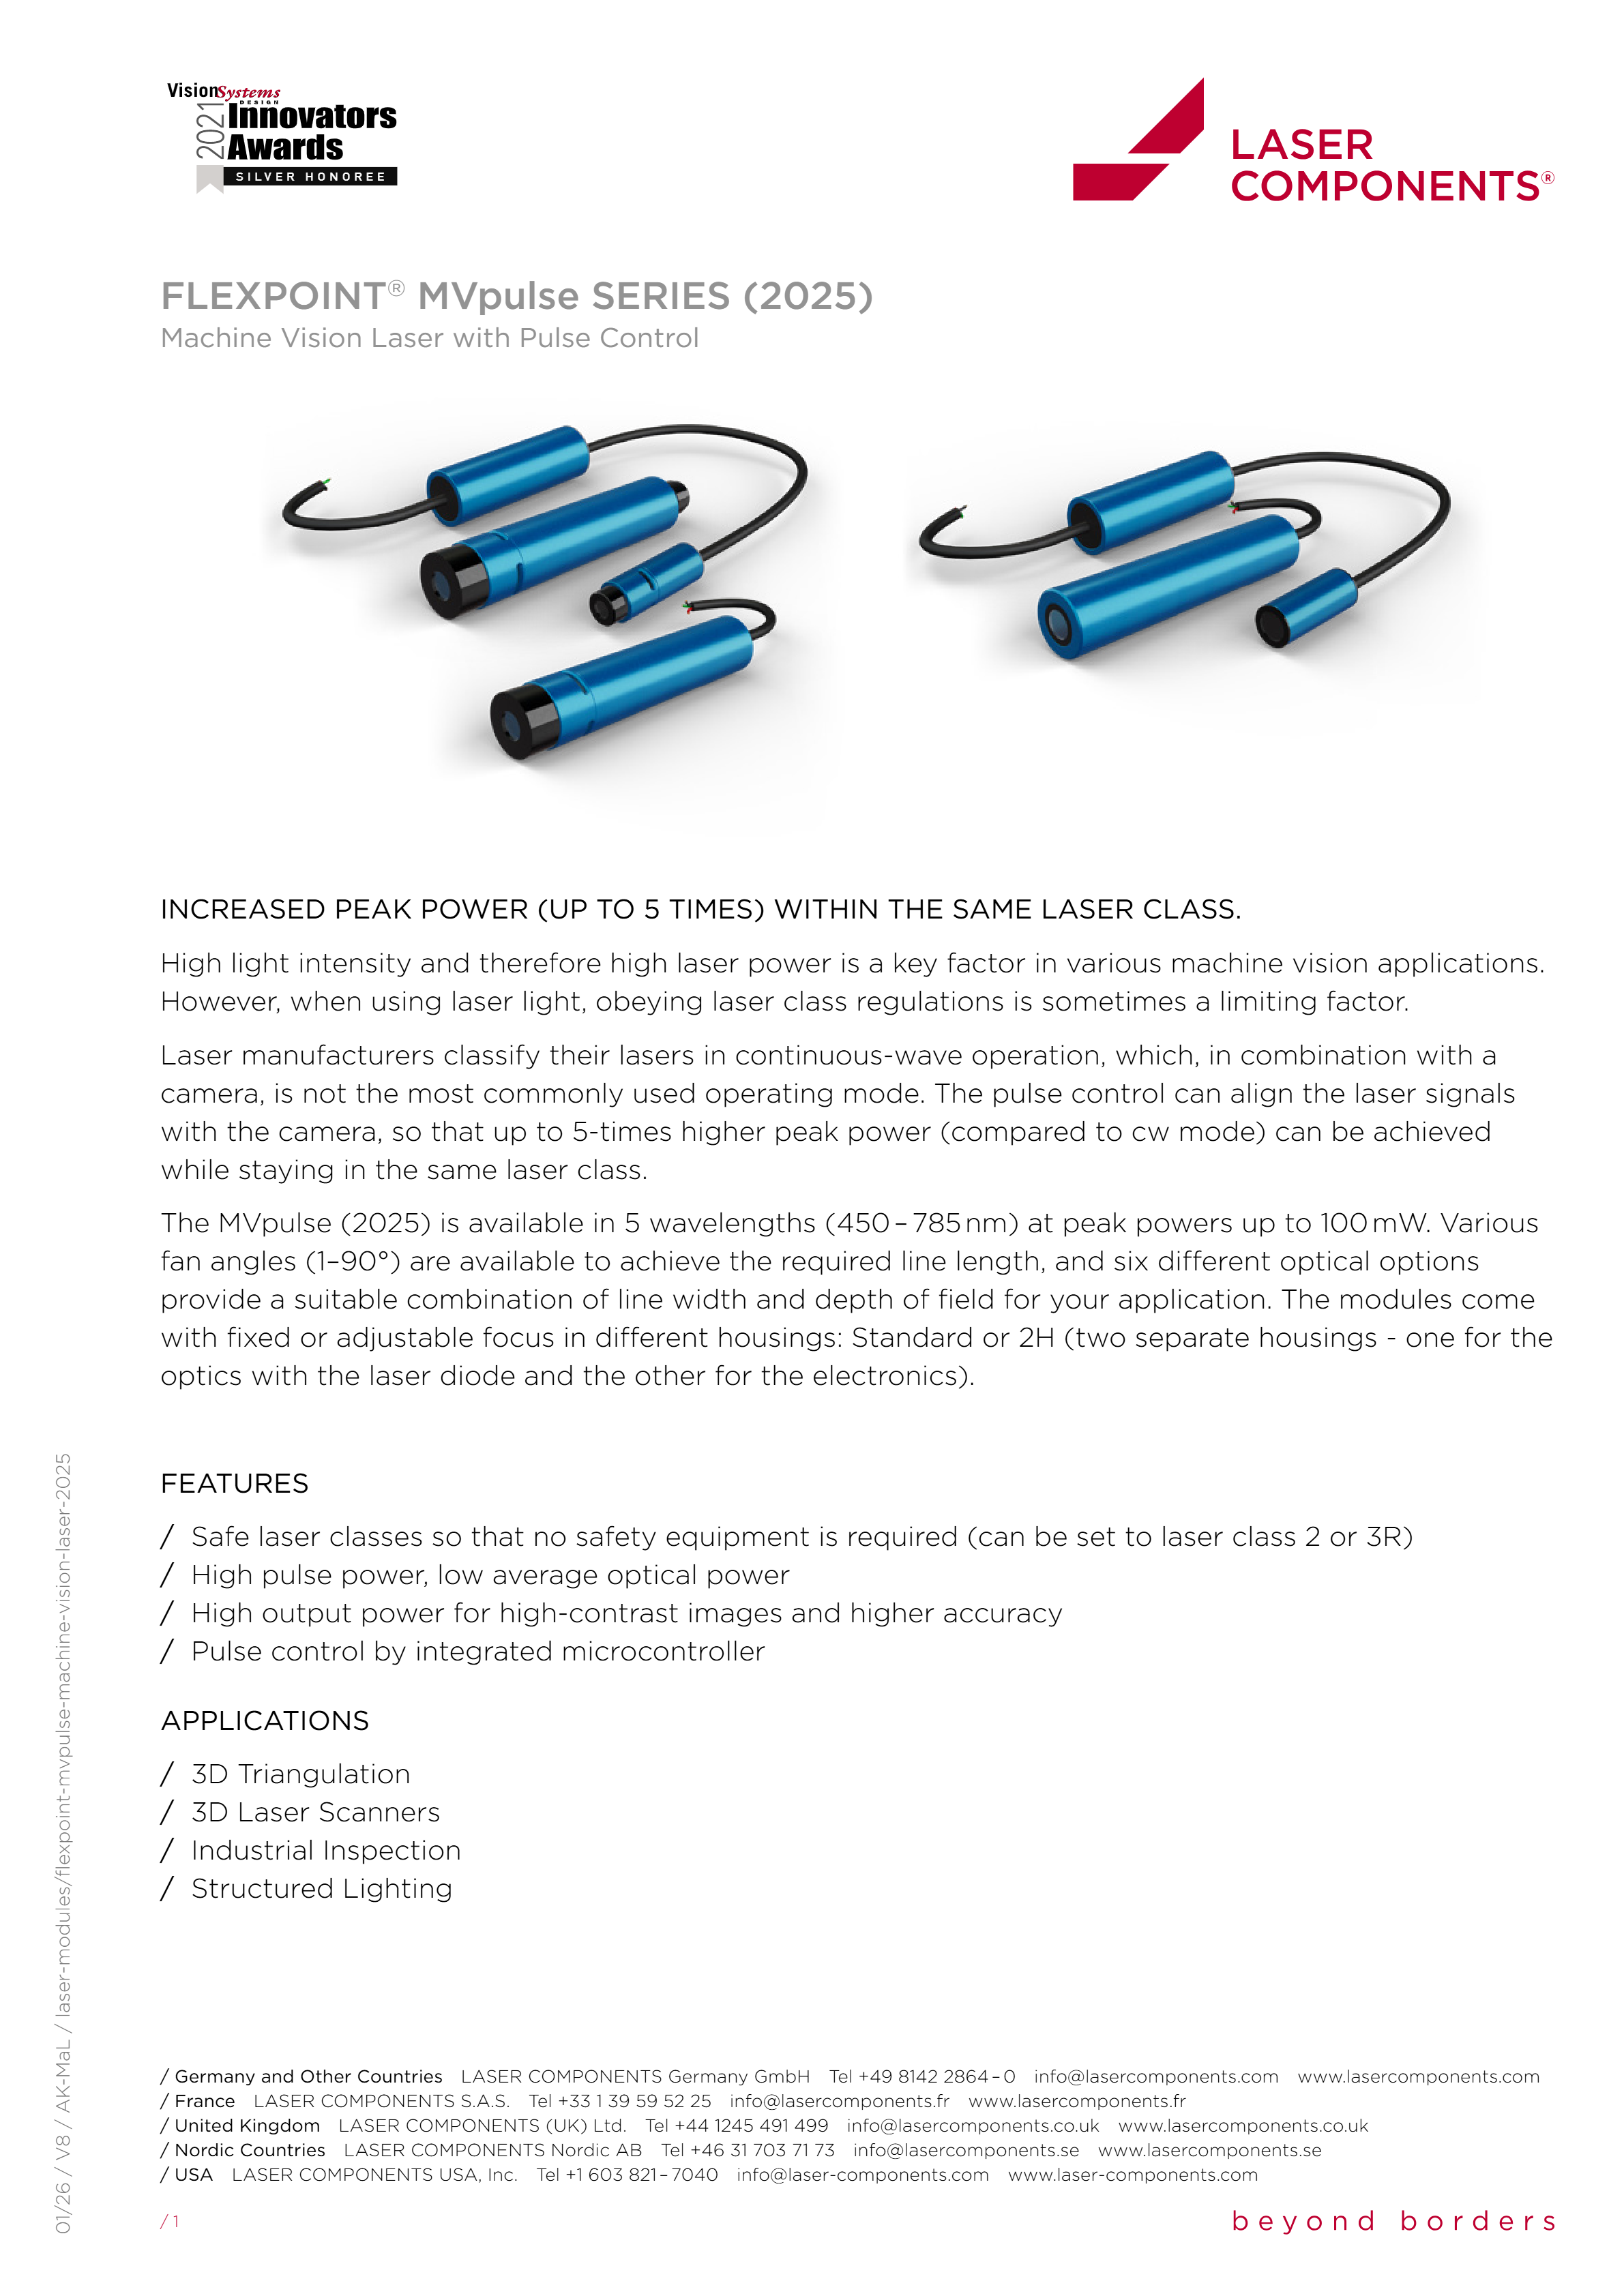 VisionSystems
DESIGN
2021
Innovators
Awards
SILVER HONOREE
LASER
COMPONENTS®
FLEXPOINT® MVpulse SERIES (2025)
Machine Vision Laser with Pulse Control
INCREASED PEAK POWER (UP TO 5 TIMES) WITHIN THE SAME LASER CLASS.
High light intensity and therefore high laser power is a key factor in various machine vision applications.
However, when using laser light, obeying laser class regulations is sometimes a limiting factor.
Laser manufacturers classify their lasers in continuous-wave operation, which, in combination with a
camera, is not the most commonly used operating mode. The pulse control can align the laser signals
with the camera, so that up to 5-times higher peak power (compared to cw mode) can be achieved
while staying in the same laser class.
The MVpulse (2025) is available in 5 wavelengths (450 – 785 nm) at peak powers up to 100 mW. Various
fan angles (1–90°) are available to achieve the required line length, and six different optical options
provide a suitable combination of line width and depth of field for your application. The modules come
with fixed or adjustable focus in different housings: Standard or 2H (two separate housings - one for the
optics with the laser diode and the other for the electronics).
FEATURES
/ Safe laser classes so that no safety equipment is required (can be set to laser class 2 or 3R)
/ High pulse power, low average optical power
/ High output power for high-contrast images and higher accuracy
/ Pulse control by integrated microcontroller
APPLICATIONS
/ 3D Triangulation
/ 3D Laser Scanners
/ Industrial Inspection
/ Structured Lighting
01/26 / V8 / AK-MaL / laser-modules/flexpoint-mvpulse-machine-vision-laser-2025
/ Germany and Other Countries LASER COMPONENTS Germany GmbH Tel +49 8142 2864 – 0 info@lasercomponents.com www.lasercomponents.com
/ France LASER COMPONENTS S.A.S. Tel +33 1 39 59 52 25 info@lasercomponents.fr www.lasercomponents.fr
/ United Kingdom LASER COMPONENTS (UK) Ltd. Tel +44 1245 491 499 info@lasercomponents.co.uk www.lasercomponents.co.uk
/ Nordic Countries LASER COMPONENTS Nordic AB Tel +46 31 703 71 73 info@lasercomponents.se www.lasercomponents.se
/ USA LASER COMPONENTS USA, Inc. Tel +1 603 821 – 7040 info@laser-components.com www.laser-components.com
/ 1
beyond borders